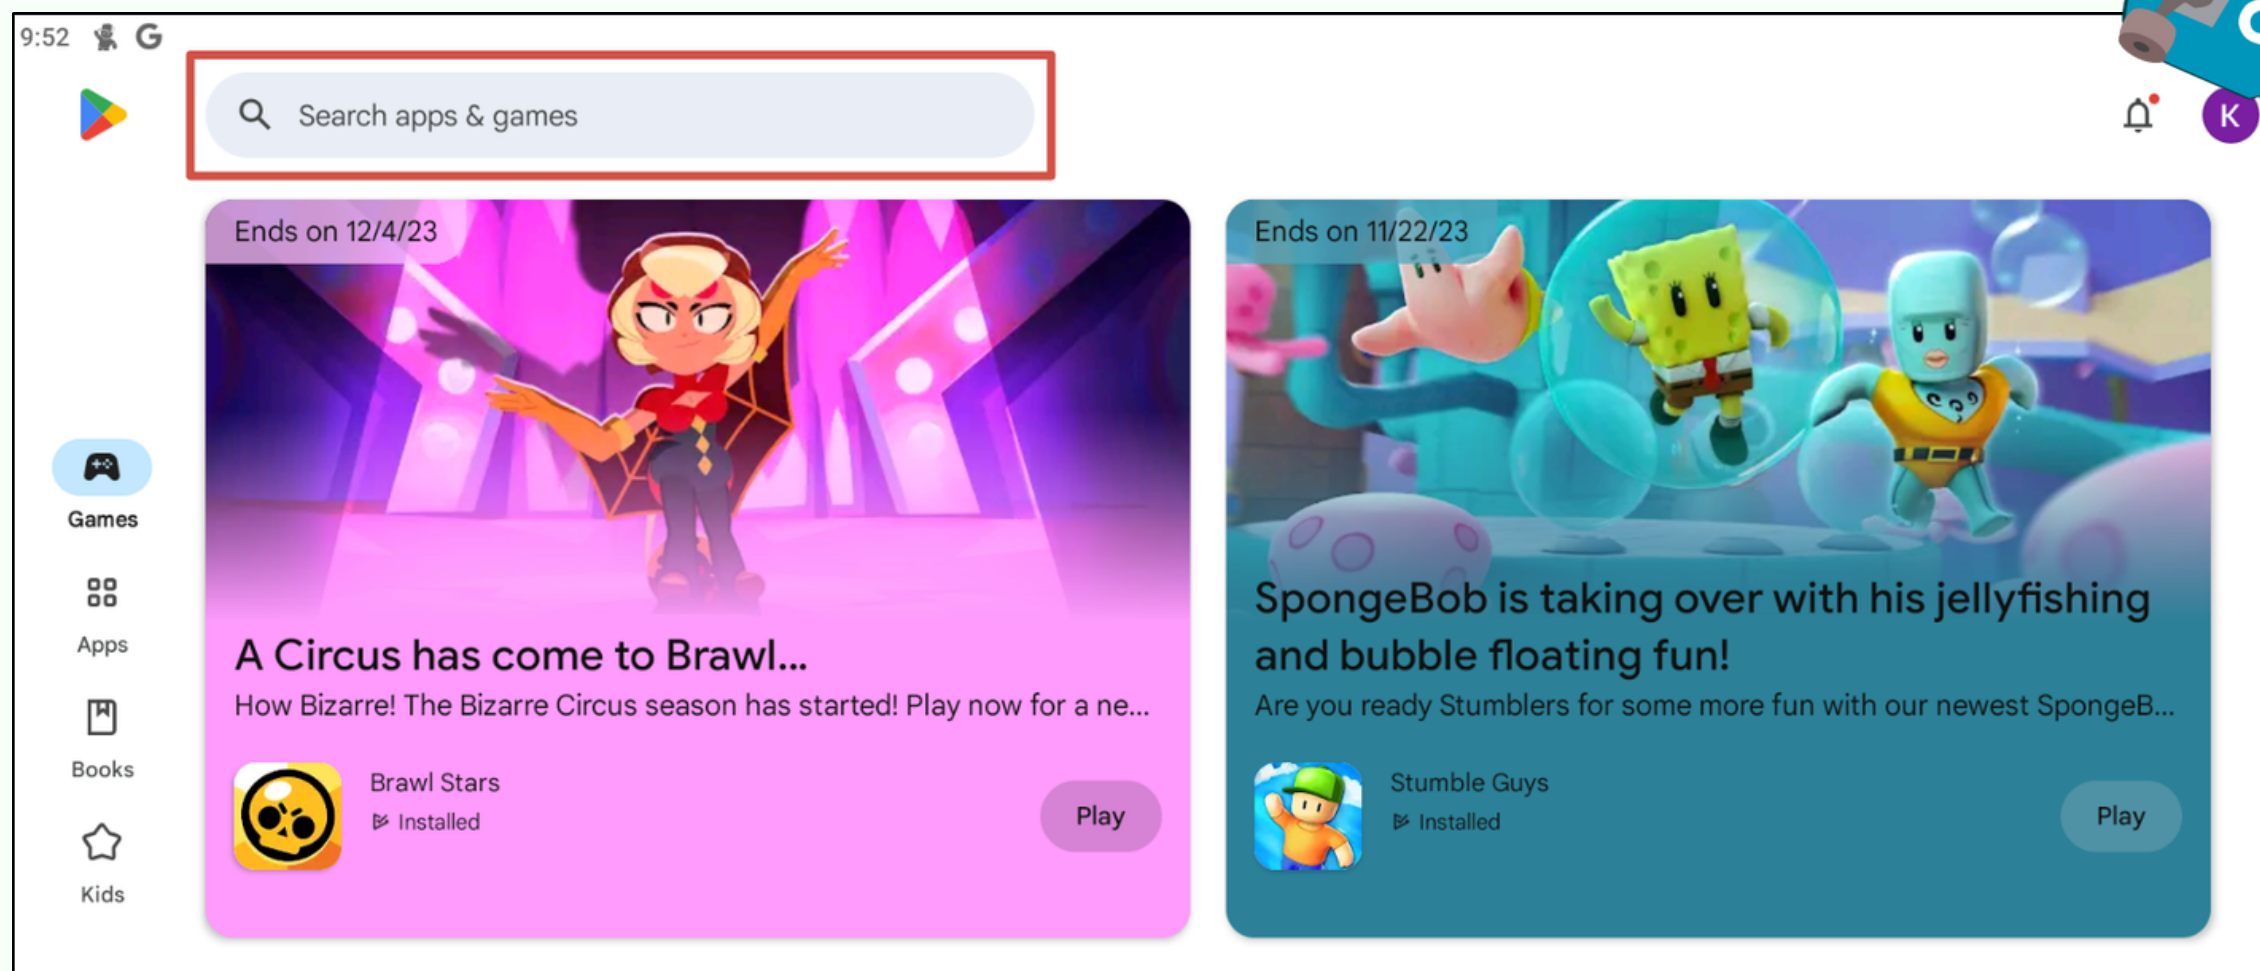 9:52
Search apps & games
K
Ends on 12/4/23
A Circus has come to Brawl...
How Bizarre! The Bizarre Circus season has started! Play now for a ne...
Brawl Stars
Installed
Play
Ends on 11/22/23
SpongeBob is taking over with his jellyfishing
and bubble floating fun!
Are you ready Stumblers for some more fun with our newest SpongeB...
Stumble Guys
Installed
Play
Games
Apps
Books
Kids